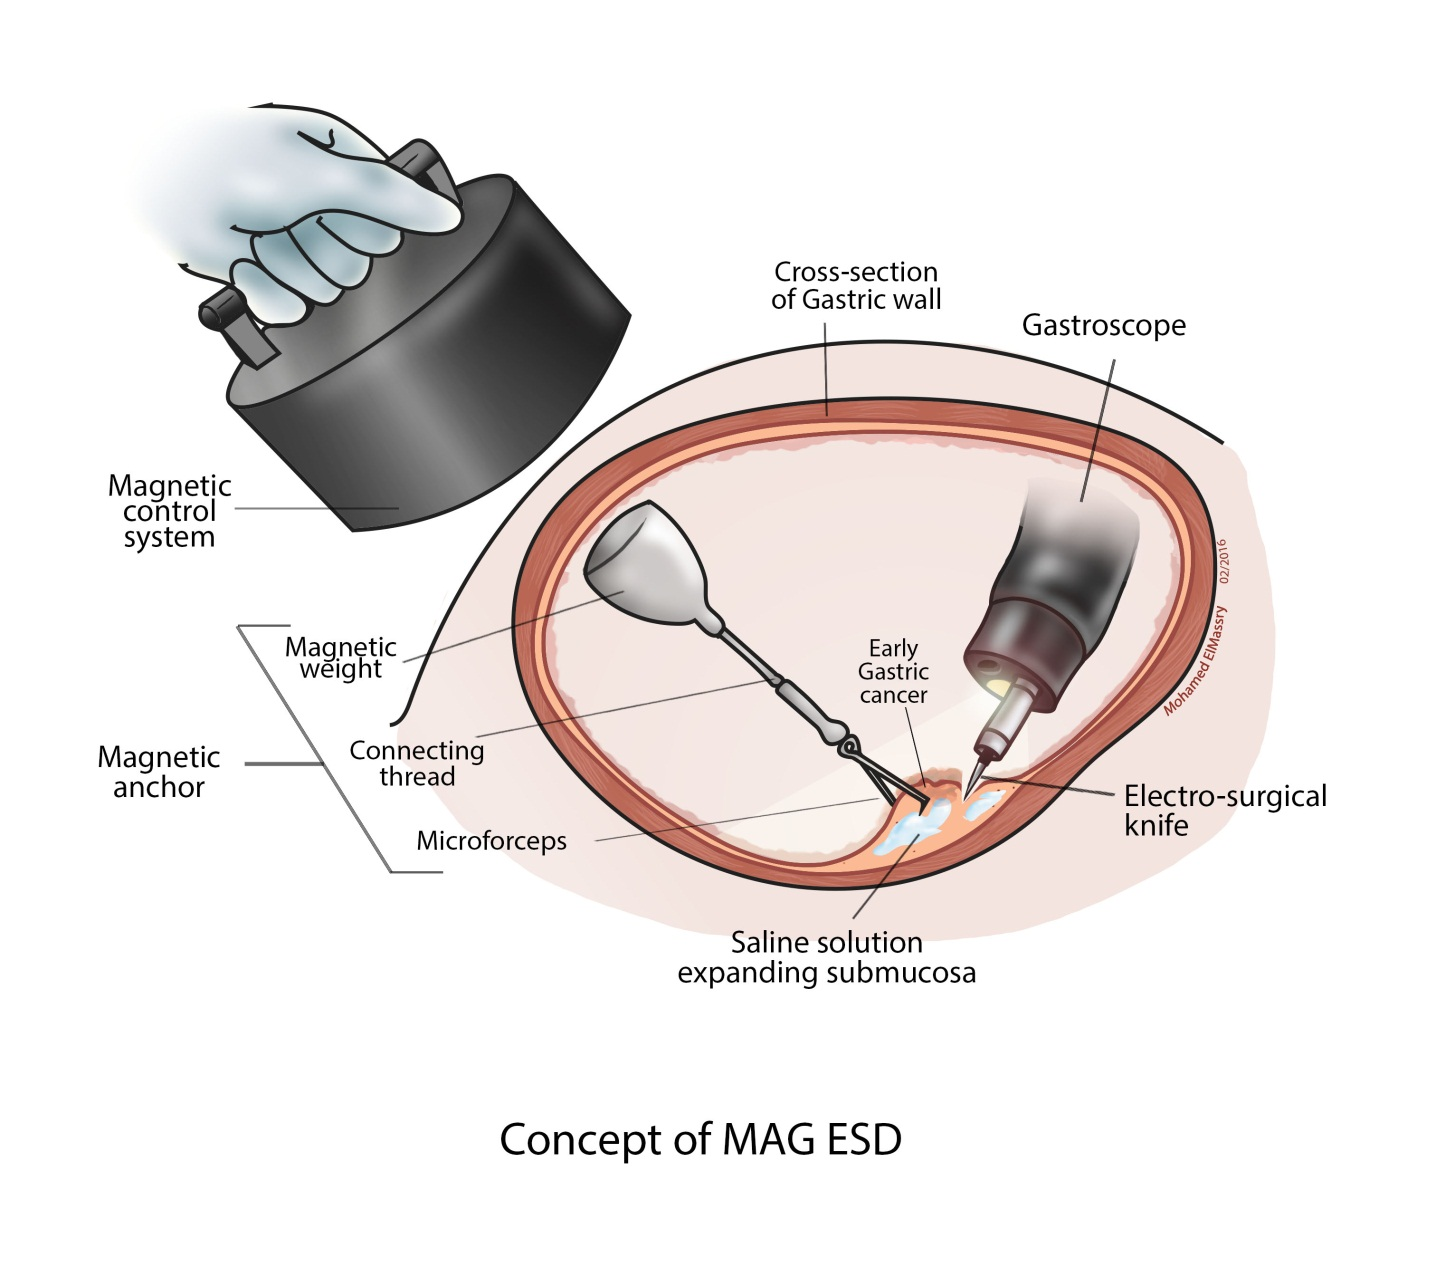 Cross-section
of Gastric wall
Gastroscope
Magnetic
control
system
02/2016
Mohamed ElMassry
Magnetic
weight
Early
Gastric
cancer
Magnetic
anchor
Connecting
thread
Microforceps
Electro-surgical
knife
Saline solution
expanding submucosa
Concept of MAG ESD